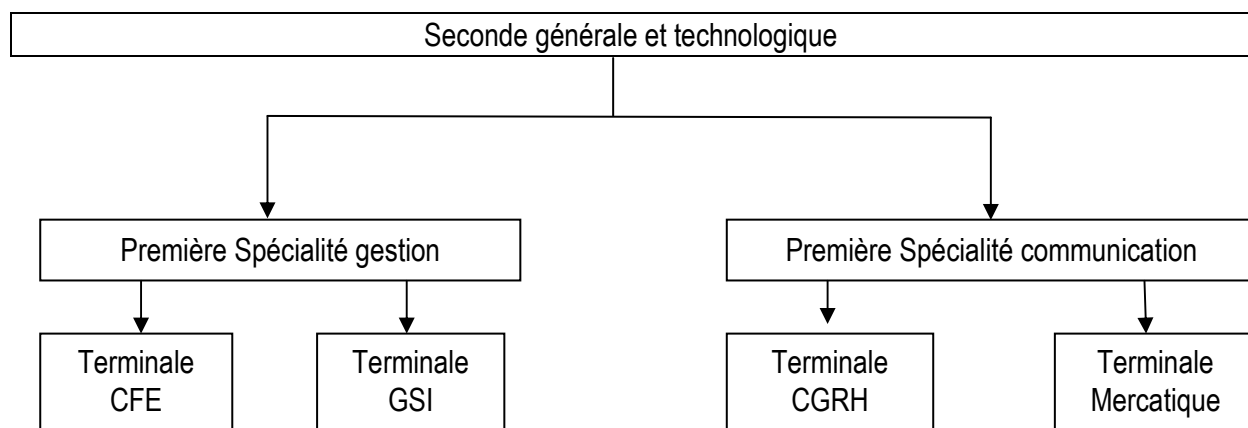 Seconde générale et technologique
Première Spécialité gestion
Première Spécialité communication
Terminale
CFE
Terminale
GSI
Terminale
CGRH
Terminale
Mercatique